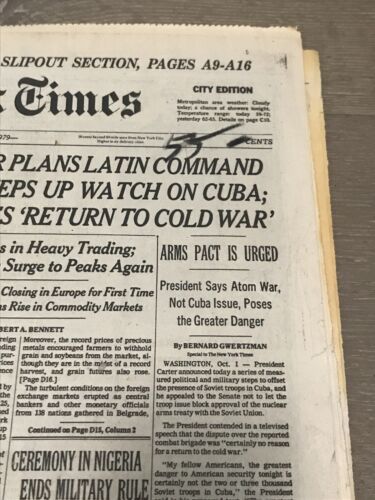 SLIPOUT SECTION, PAGES A9-A16
Times
CITY EDITION
Metropolitan area weather: Cloudy
today; a chance of showers tonight.
Temperature range: today
yesterday 62-65. Details on page
979—
CENTS
R PLANS LATIN COMMAND
EPS UP WATCH ON CUBA;
S 'RETURN TO COLD WAR'
s in Heavy Trading;
Surge to Peaks Again
Closing in Europe for First Time
s Rise in Commodity Markets
BERT A. BENNETT
Moreover, the record prices of precious
metals encouraged farmers to withhold
grain and soybeans from the market, al-
though they are in the midst of a record
harvest, and grain futures also rose.
[Page D16.]
The turbulent conditions on the foreign
exchange markets erupted as central
bankers and other monetary officials
from 138 nations gathered in Belgrade,
Continued on Page D15, Column 2
CEREMONY IN NIGERIA
ENDS MILITARY RULE
ARMS PACT IS URGED
President Says Atom War,
Not Cuba Issue, Poses
the Greater Danger
By BERNARD GWERTZMAN
Special to The New York Times
WASHINGTON, Oct. 1 — President
Carter announced today a series of meas-
ured political and military steps to offset
the presence of Soviet troops in Cuba, and
he appealed to the Senate not to let the
troop issue block approval of the nuclear
arms treaty with the Soviet Union.
The President contended in a televised
speech that the dispute over the reported
combat brigade was "certainly no reason
for a return to the cold war."
"My fellow Americans, the greatest
danger to American security tonight is
certainly not the two or three thousand
Soviet troops in Cuba," the President